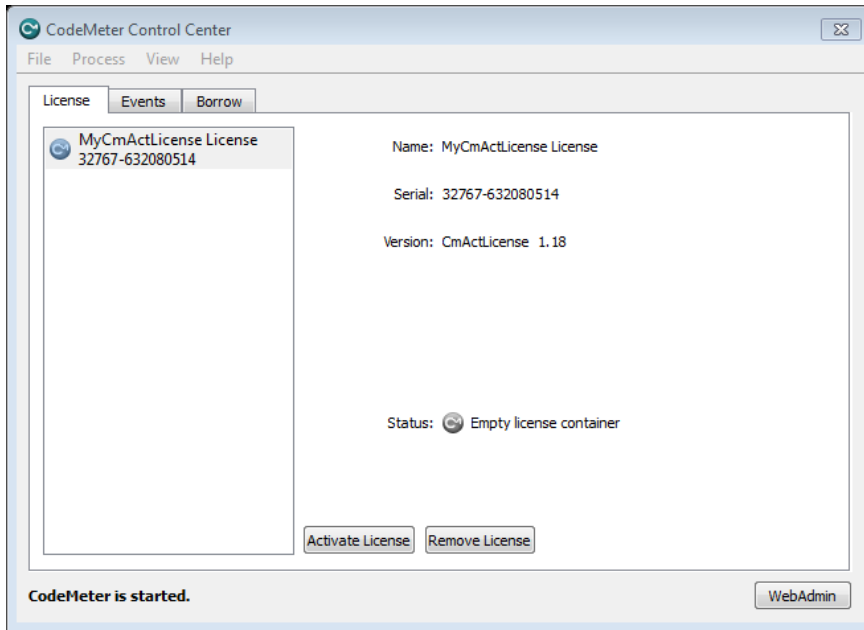 CodeMeter Control Center
File Process View Help
License Events Borrow
MyCmActLicense License
32767-632080514
Name: MyCmActLicense License
Serial: 32767-632080514
Version: CmActLicense 1.18
Status: Empty license container
Activate License Remove License
CodeMeter is started.
WebAdmin